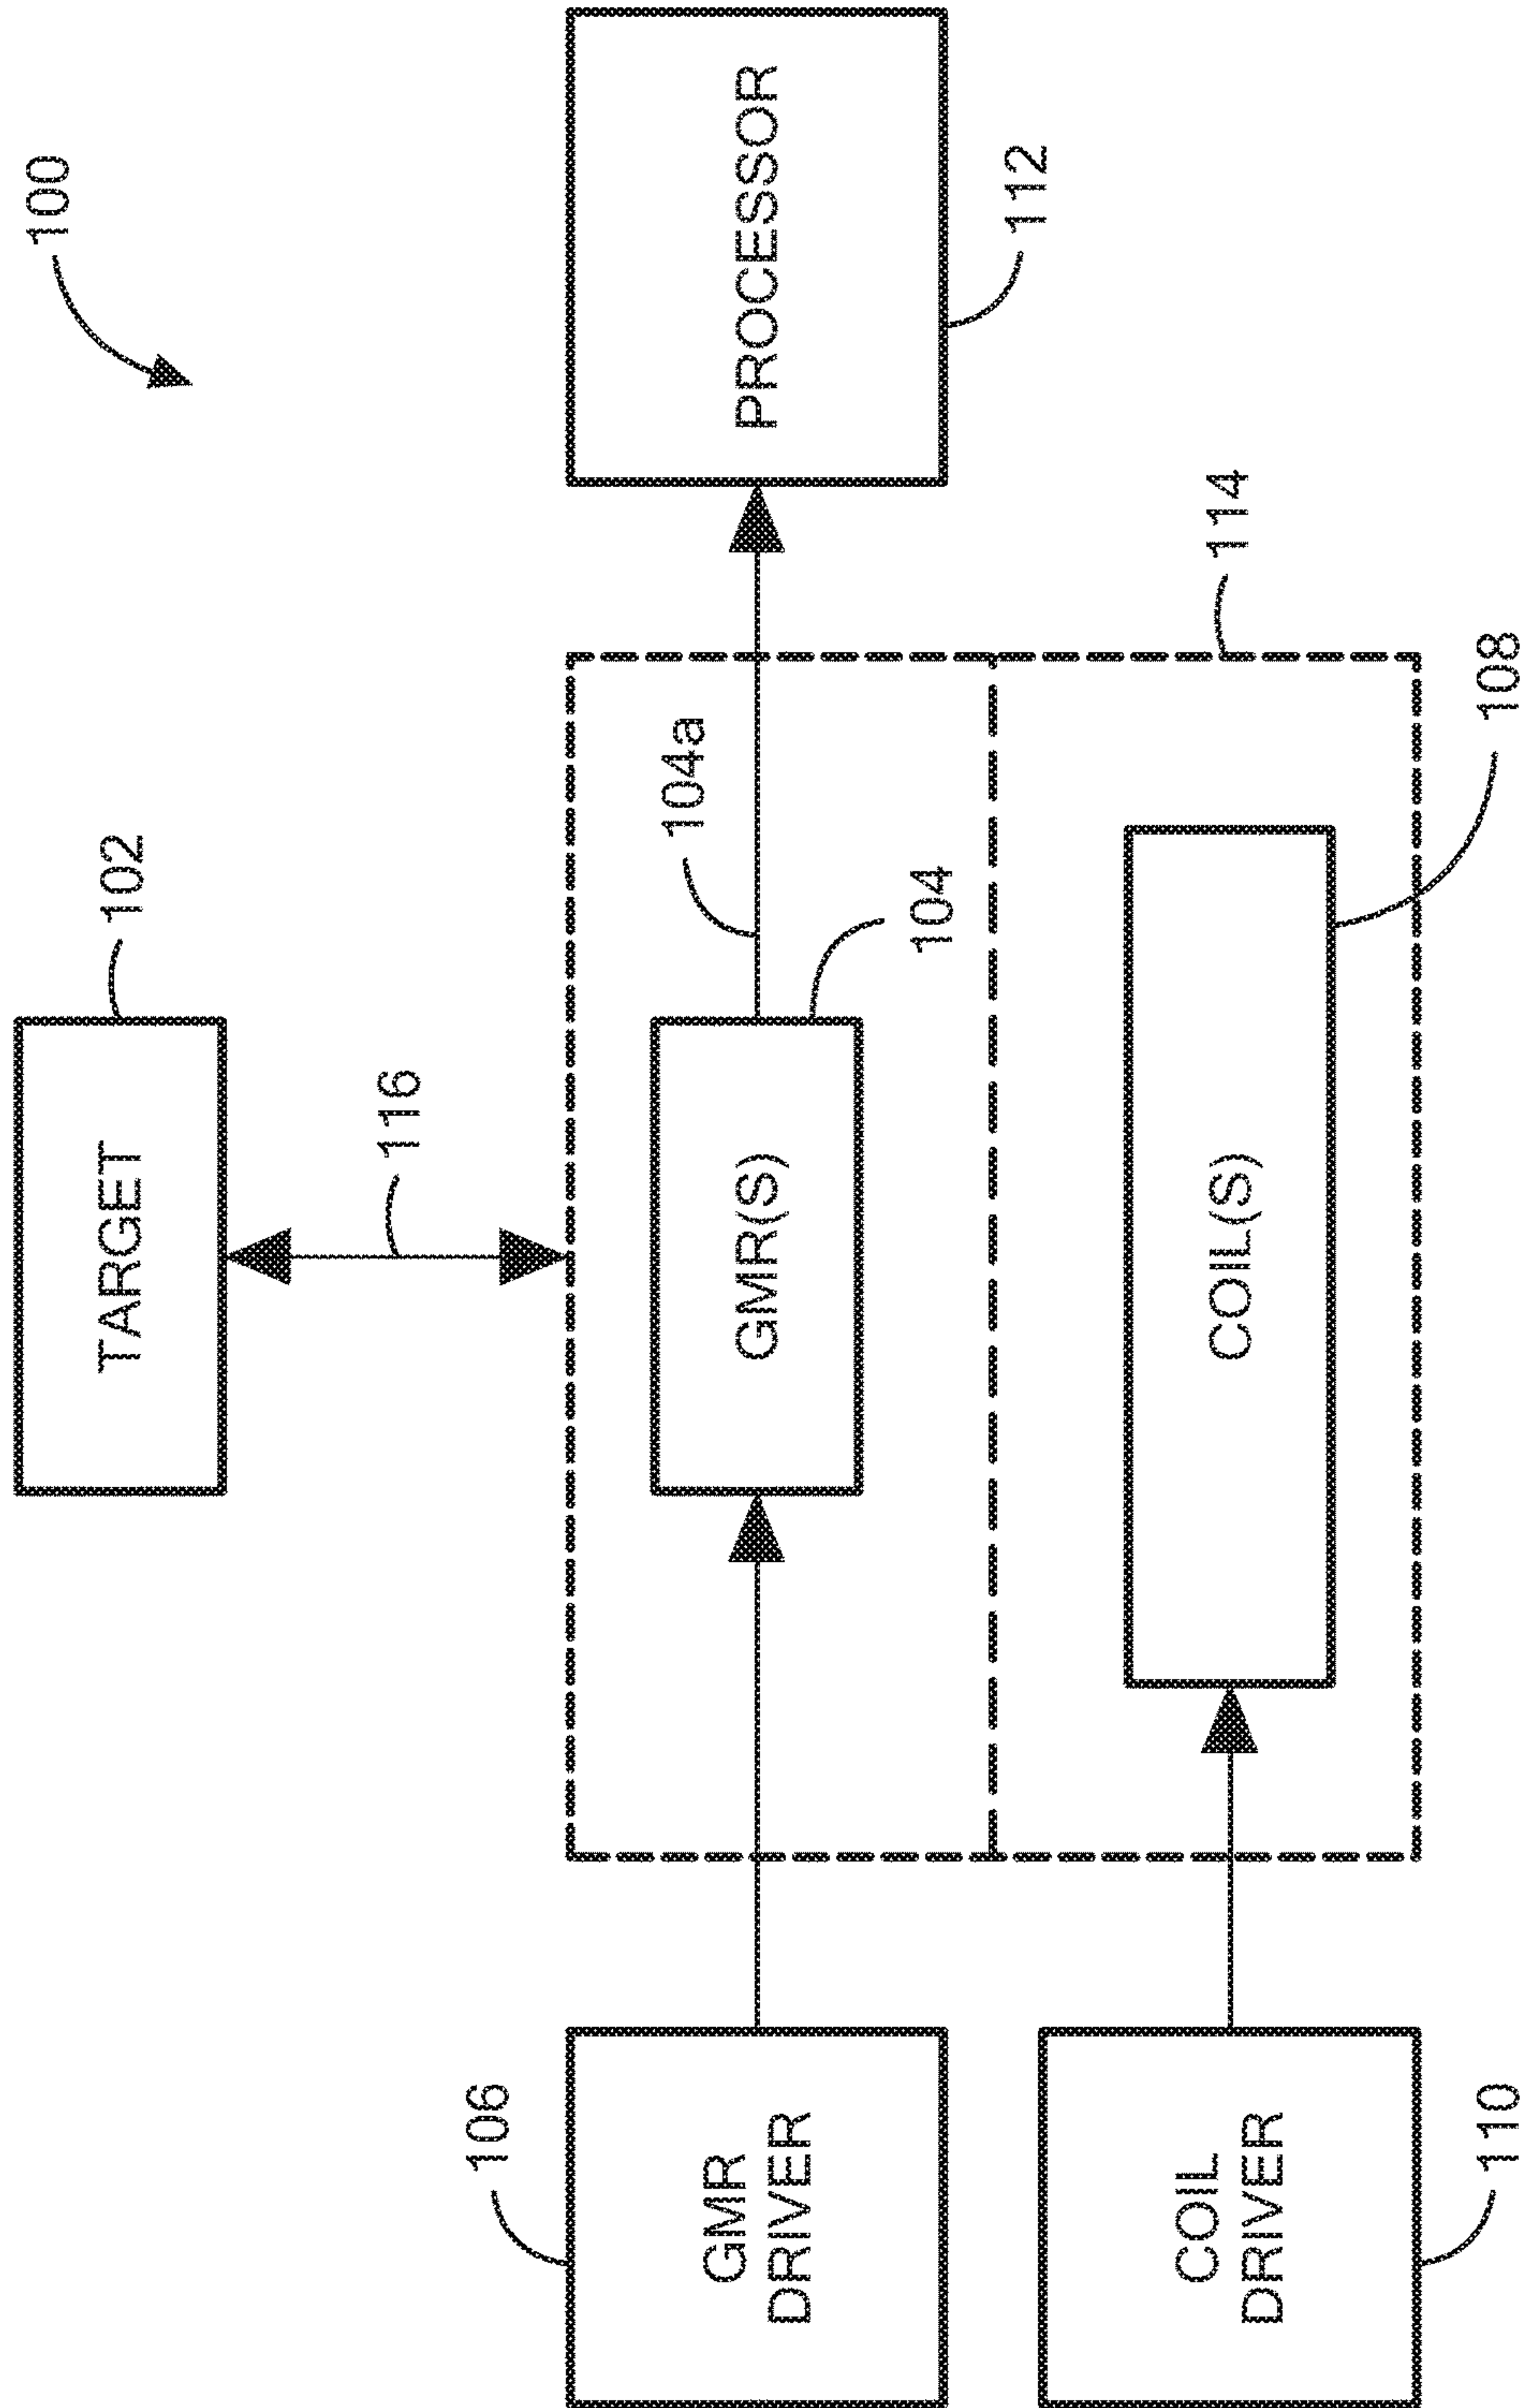 100
TARGET
102
116
106
GMR
DRIVER
GMR(S)
104a
104
PROCESSOR
112
COIL
DRIVER
110
COIL(S)
114
108